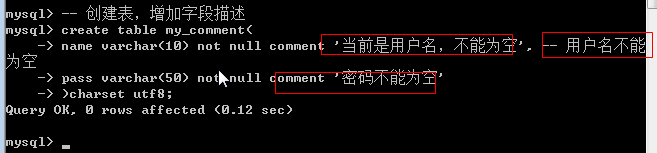 mysql> -- 创建表，增加字段描述
mysql> create table my_comment(
    -> name varchar(10) not null comment '当前是用户名，不能为空', -- 用户名不能
为空
    -> pass varchar(50) not null comment '密码不能为空'
    -> )charset utf8;
Query OK, 0 rows affected (0.12 sec)
mysql> _